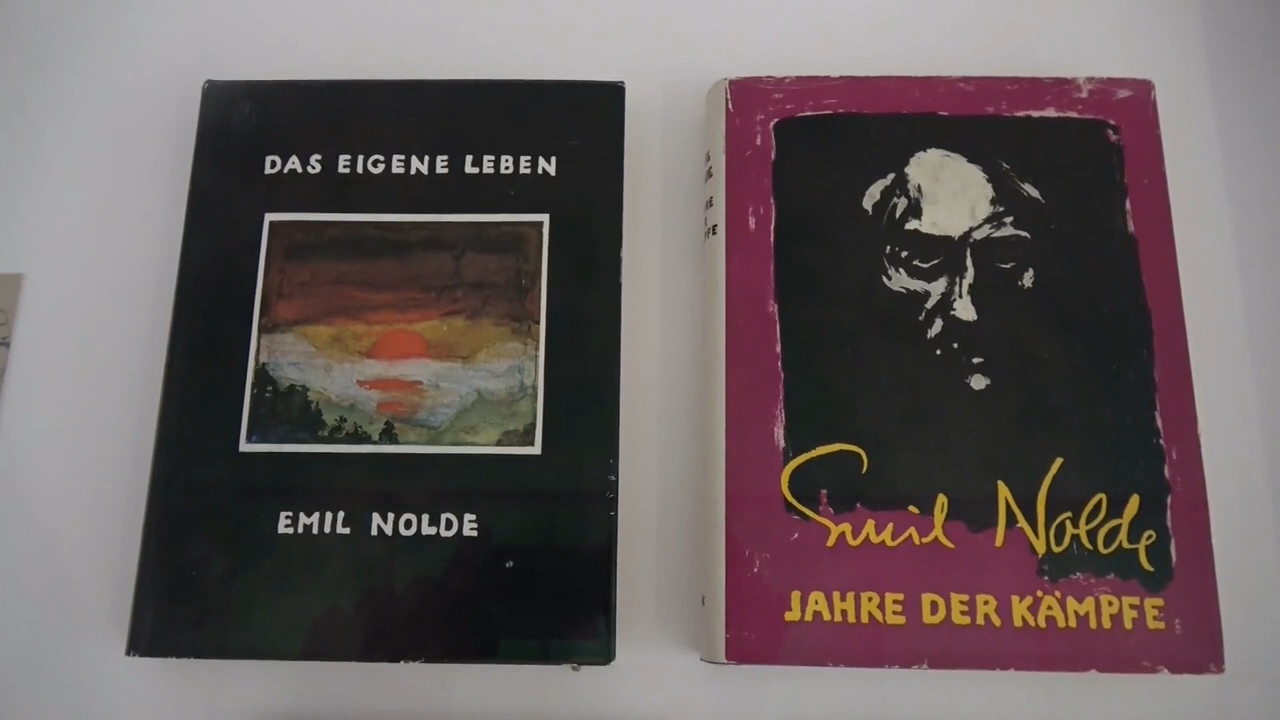 DAS EIGENE LEBEN
EMIL NOLDE
Emil Nolde
JAHRE DER KÄMPFE